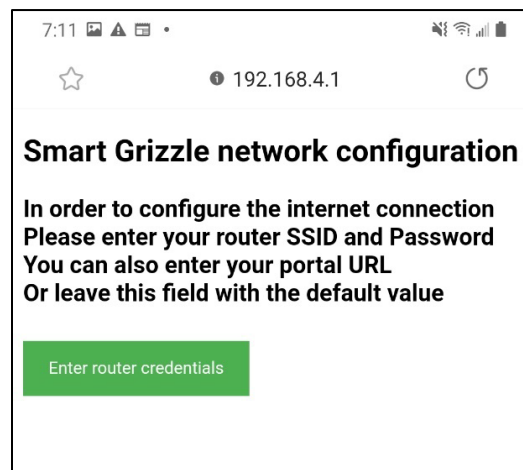 7:11
192.168.4.1
Smart Grizzle network configuration
In order to configure the internet connection
Please enter your router SSID and Password
You can also enter your portal URL
Or leave this field with the default value
Enter router credentials